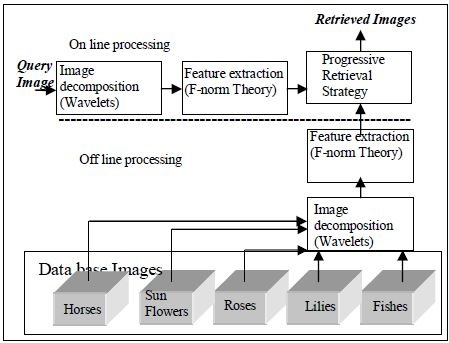 Retrieved Images
On line processing
Query
Image
Image
decomposition
(Wavelets)
Feature extraction
(F-norm Theory)
Progressive
Retrieval
Strategy
Feature extraction
(F-norm Theory)
Off line processing
Image
decomposition
(Wavelets)
Data base Images
Horses
Sun
Flowers
Roses
Lilies
Fishes